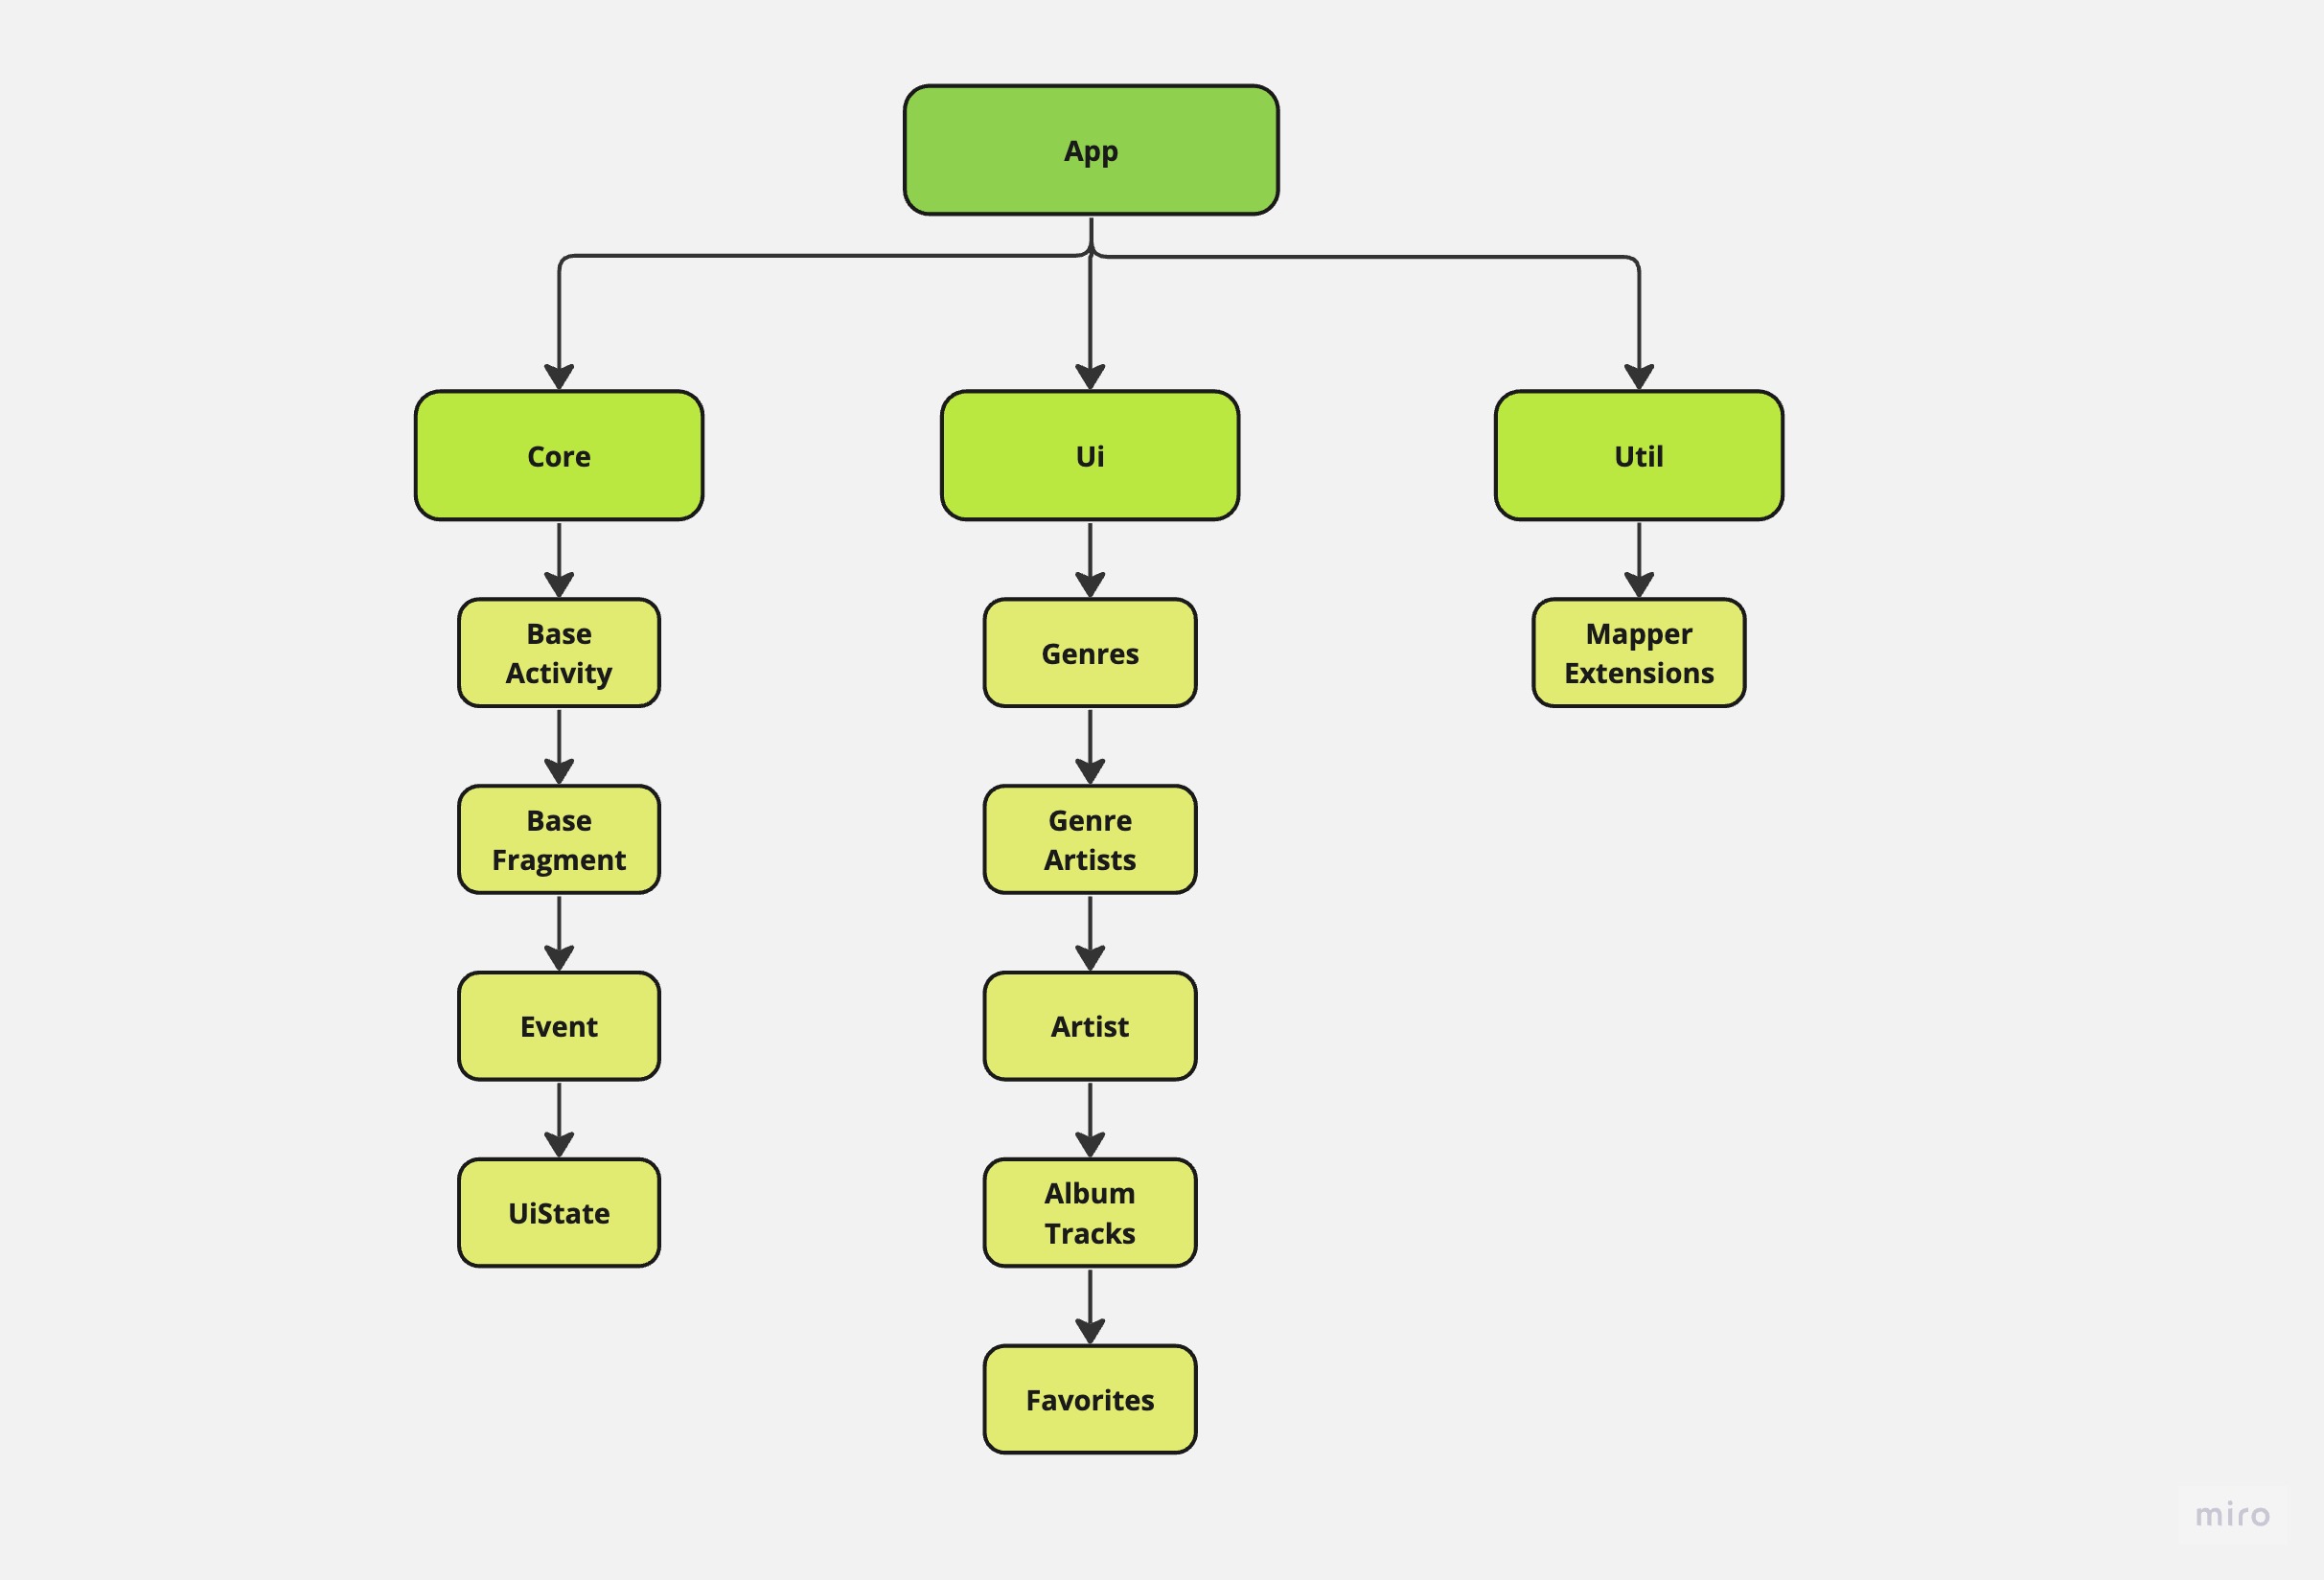 App
Core
Ui
Util
Base
Activity
Genres
Mapper
Extensions
Base
Fragment
Genre
Artists
Event
Artist
UiState
Album
Tracks
Favorites
miro